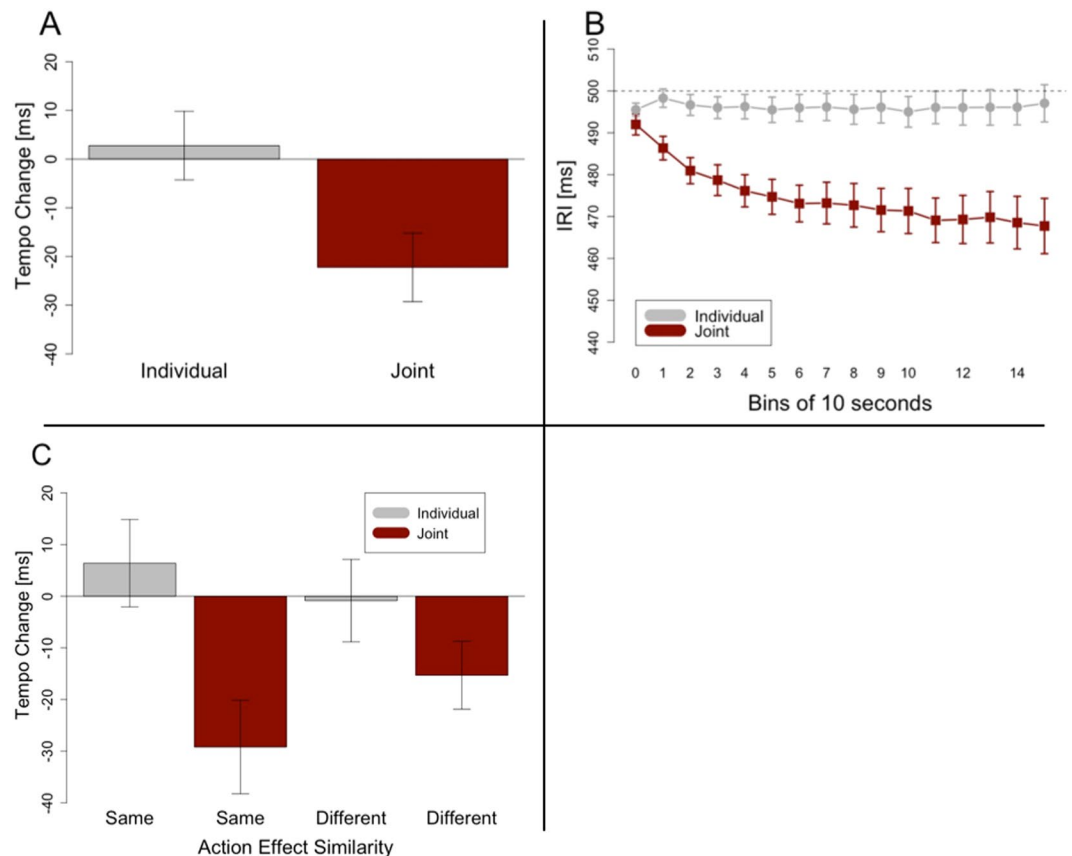 A
Tempo Change [ms]
20
10
0
-10
-20
-30
-40
Individual Joint
B
IRI [ms]
510
500
490
480
470
460
450
440
Individual
Joint
0 1 2 3 4 5 6 7 8 9 10 12 14
Bins of 10 seconds
C
Tempo Change [ms]
20
10
0
-10
-20
-30
-40
Individual
Joint
Same Same Different Different
Action Effect Similarity